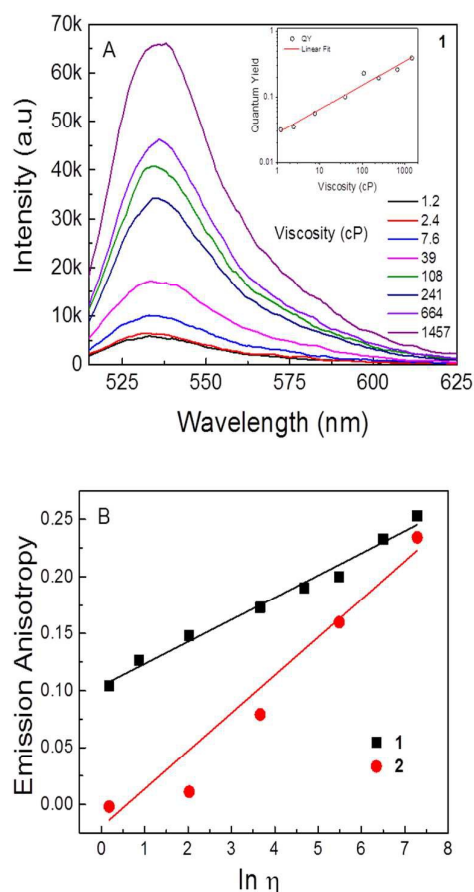 A
1
Intensity (a.u)
70k
60k
50k
40k
30k
20k
10k
0
525
550
575
600
625
Wavelength (nm)
Quantum Yield
1
0.1
0.01
QY
Linear Fit
1
10
100
1000
Viscosity (cP)
Viscosity (cP)
1.2
2.4
7.6
39
108
241
664
1457
B
Emission Anisotropy
0.25
0.20
0.15
0.10
0.05
0.00
1
2
0
1
2
3
4
5
6
7
8
ln η